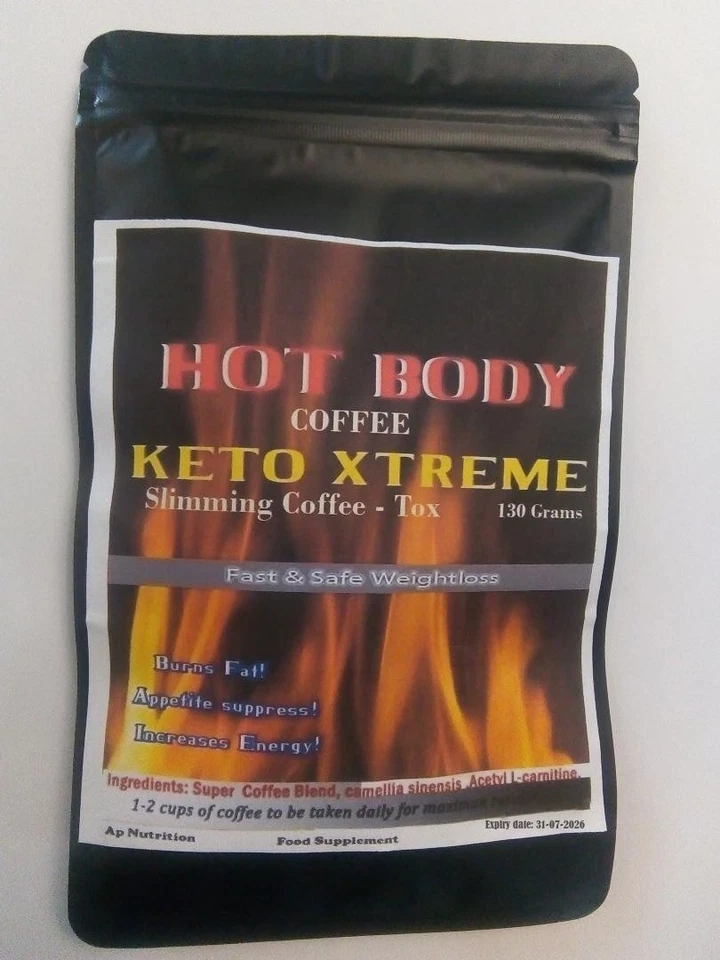 HOT BODY
COFFEE
KETO XTREME
Slimming Coffee - Tox 130 Grams
Fast & Safe Weightloss
Burns Fat!
Appetite suppress!
Increases Energy!
Ingredients: Super Coffee Blend, camellia sinensis, Acetyl L-carnitine,
1-2 cups of coffee to be taken daily for maximum
Expiry date: 31-07-2026
Ap Nutrition Food Supplement